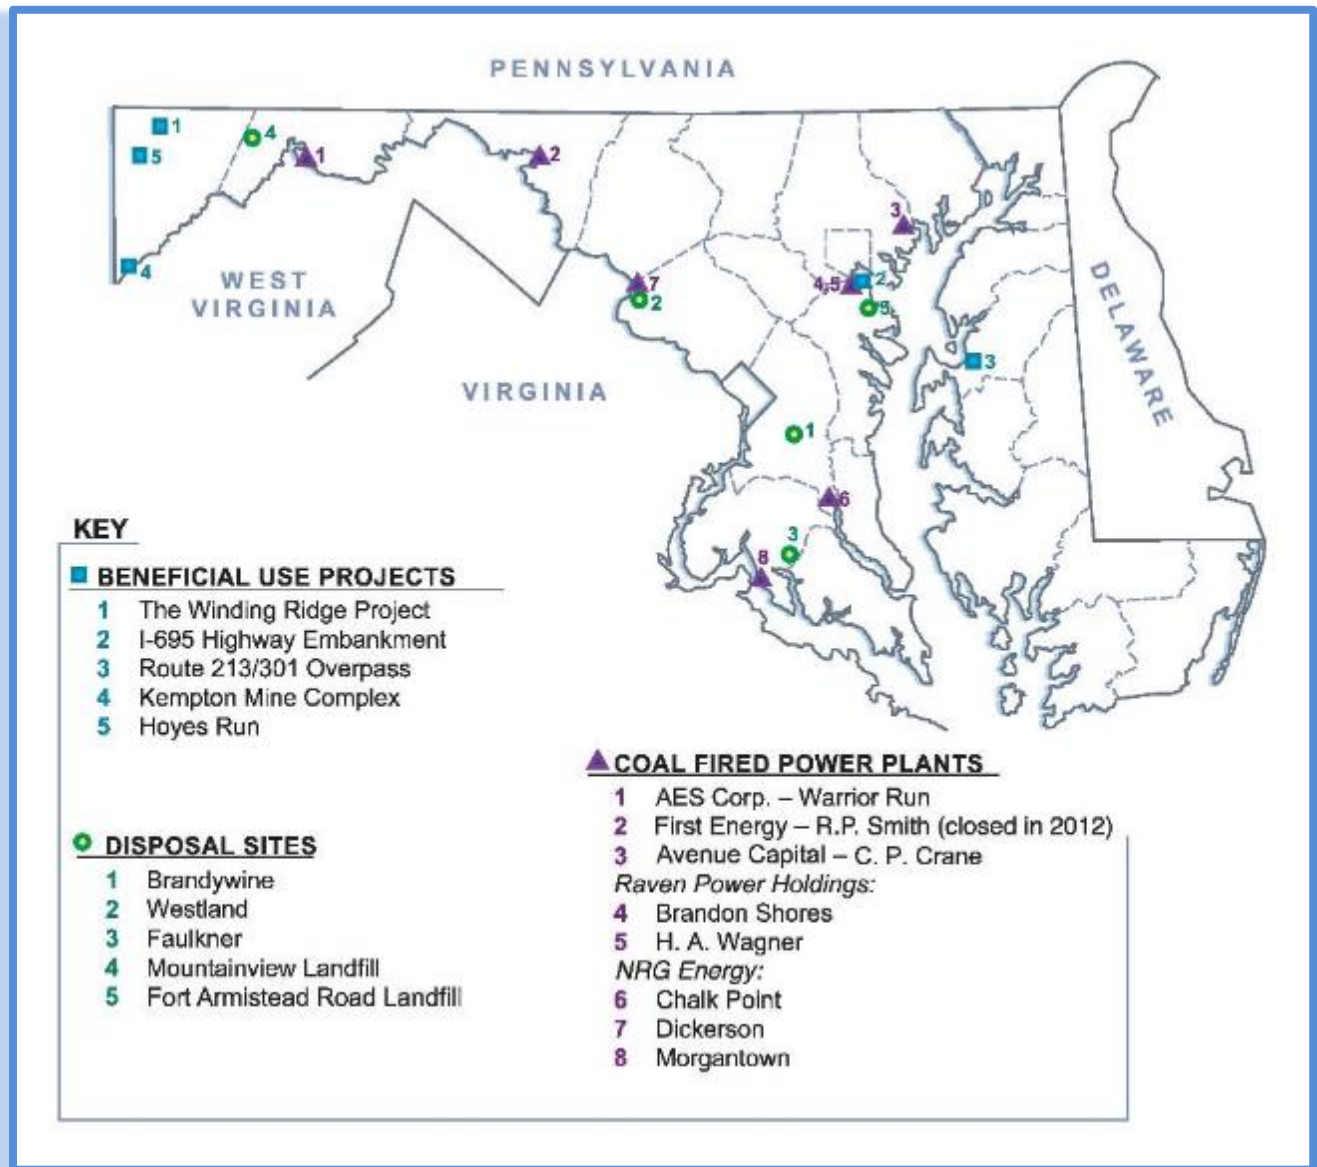 PENNSYLVANIA
1
5
4
4
1
2
3
7
2
4,5
2
5
3
WEST
VIRGINIA
VIRGINIA
DELAWARE
1
6
3
8
KEY
BENEFICIAL USE PROJECTS
1 The Winding Ridge Project
2 I-695 Highway Embankment
3 Route 213/301 Overpass
4 Kempton Mine Complex
5 Hoyes Run
DISPOSAL SITES
1 Brandywine
2 Westland
3 Faulkner
4 Mountainview Landfill
5 Fort Armistead Road Landfill
COAL FIRED POWER PLANTS
1 AES Corp. – Warrior Run
2 First Energy – R.P. Smith (closed in 2012)
3 Avenue Capital – C. P. Crane
Raven Power Holdings:
4 Brandon Shores
5 H. A. Wagner
NRG Energy:
6 Chalk Point
7 Dickerson
8 Morgantown